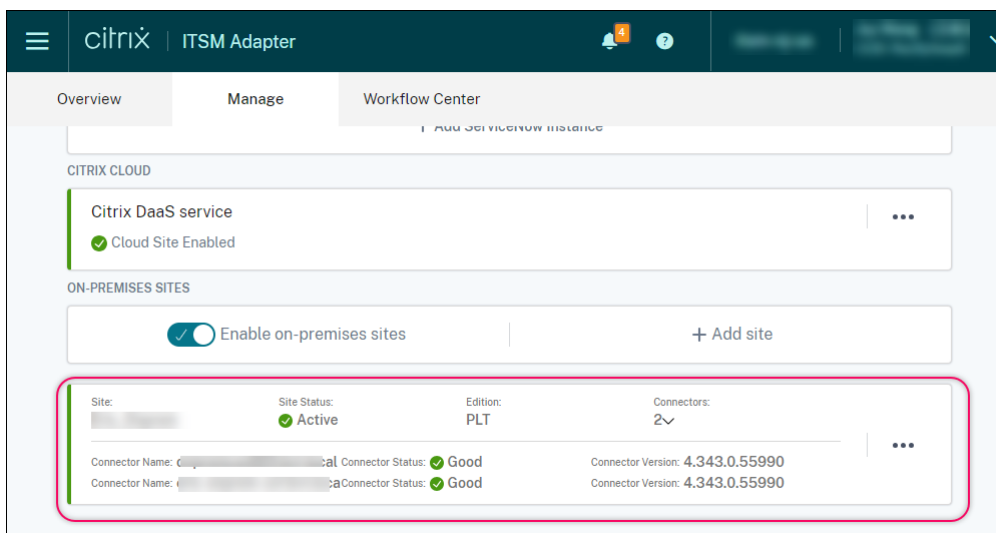 citrix | ITSM Adapter 4 ?
Overview Manage Workflow Center
+ Add ServiceNow Instance
CITRIX CLOUD
Citrix DaaS service
Cloud Site Enabled
ON-PREMISES SITES
Enable on-premises sites + Add site
Site: Site Status: Edition: Connectors:
Active PLT 2
Connector Name: Connector Status: Good Connector Version: 4.343.0.55990
Connector Name: Connector Status: Good Connector Version: 4.343.0.55990